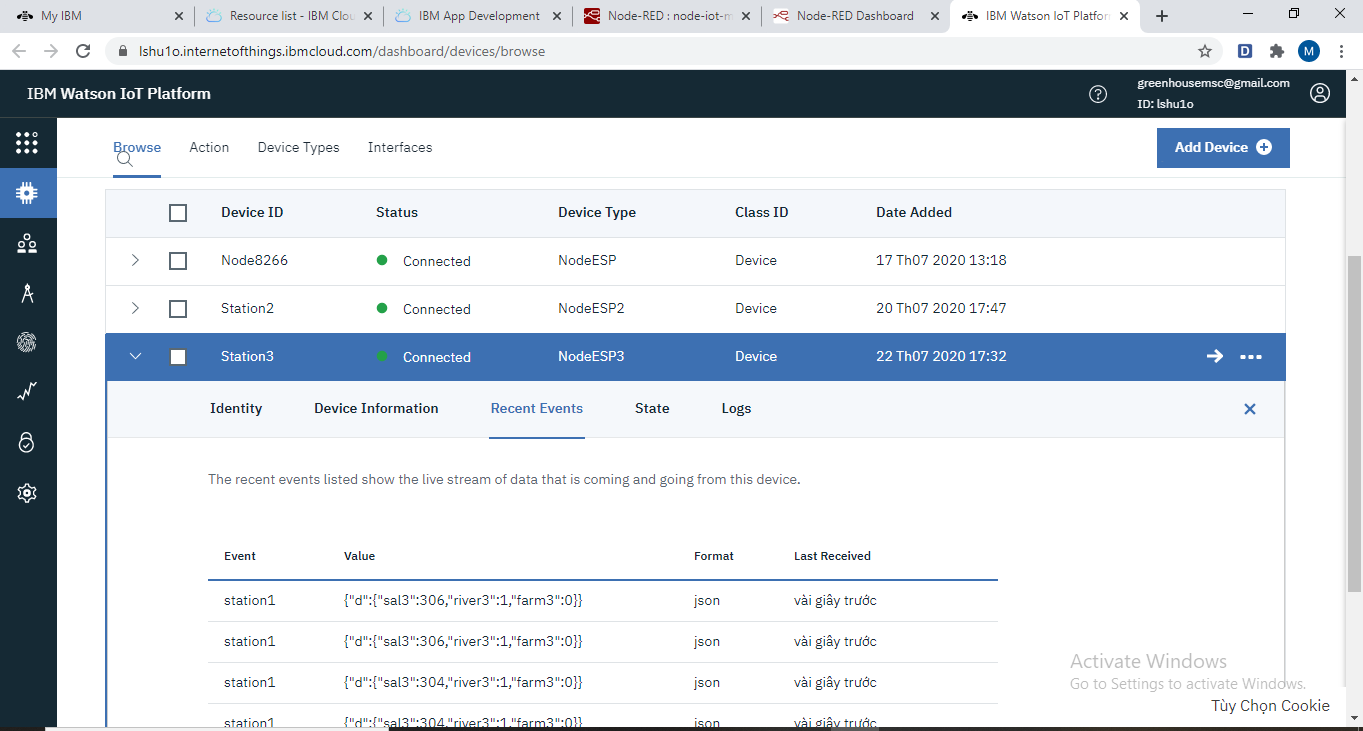 My IBM
Resource list - IBM Clou
IBM App Development
Node-RED : node-iot-m
Node-RED Dashboard
IBM Watson IoT Platfor
lshu1o.internetofthings.ibmcloud.com/dashboard/devices/browse
D
M
IBM Watson IoT Platform
greenhousemsc@gmail.com
ID: lshu1o
Browse Action Device Types Interfaces
Add Device
Device ID Status Device Type Class ID Date Added
Node8266 Connected NodeESP Device 17 Th07 2020 13:18
Station2 Connected NodeESP2 Device 20 Th07 2020 17:47
Station3 Connected NodeESP3 Device 22 Th07 2020 17:32
Identity Device Information Recent Events State Logs
The recent events listed show the live stream of data that is coming and going from this device.
Event Value Format Last Received
station1 {"d":{"sal3":306,"river3":1,"farm3":0}} json vài giây trước
station1 {"d":{"sal3":306,"river3":1,"farm3":0}} json vài giây trước
station1 {"d":{"sal3":304,"river3":1,"farm3":0}} json vài giây trước
station1 {"d":{"sal3":304,"river3":1,"farm3":0}} json vài giây trước
Activate Windows
Go to Settings to activate Windows.
Tùy Chọn Cookie